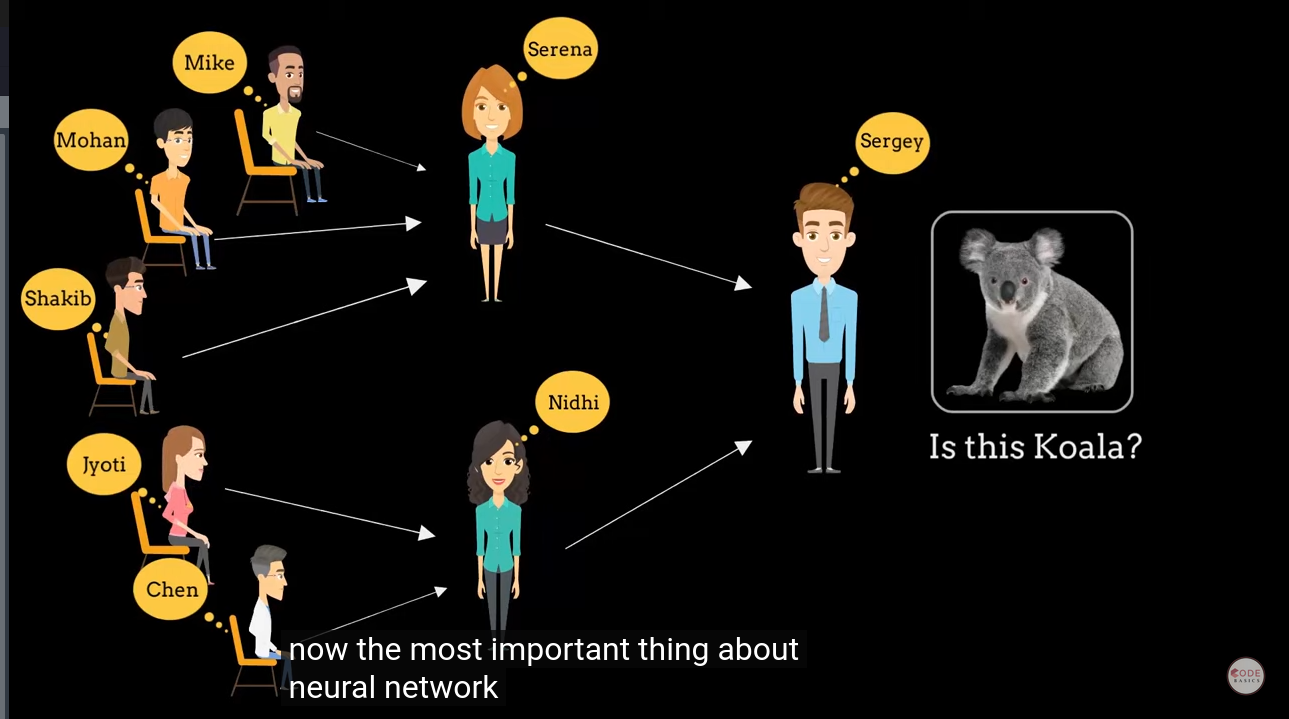 Mike
Serena
Mohan
Sergey
Shakib
Nidhi
Is this Koala?
Jyoti
Chen
now the most important thing about
neural network
CODE
BASICS